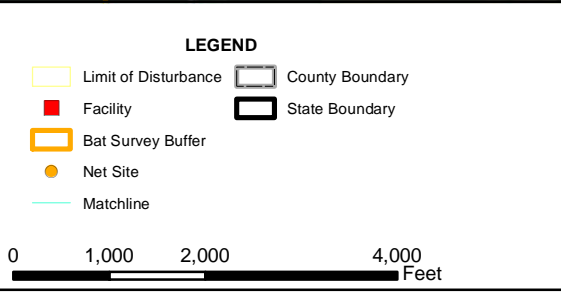 LEGEND
Limit of Disturbance County Boundary
Facility State Boundary
Bat Survey Buffer
Net Site
Matchline
0 1,000 2,000 4,000
Feet